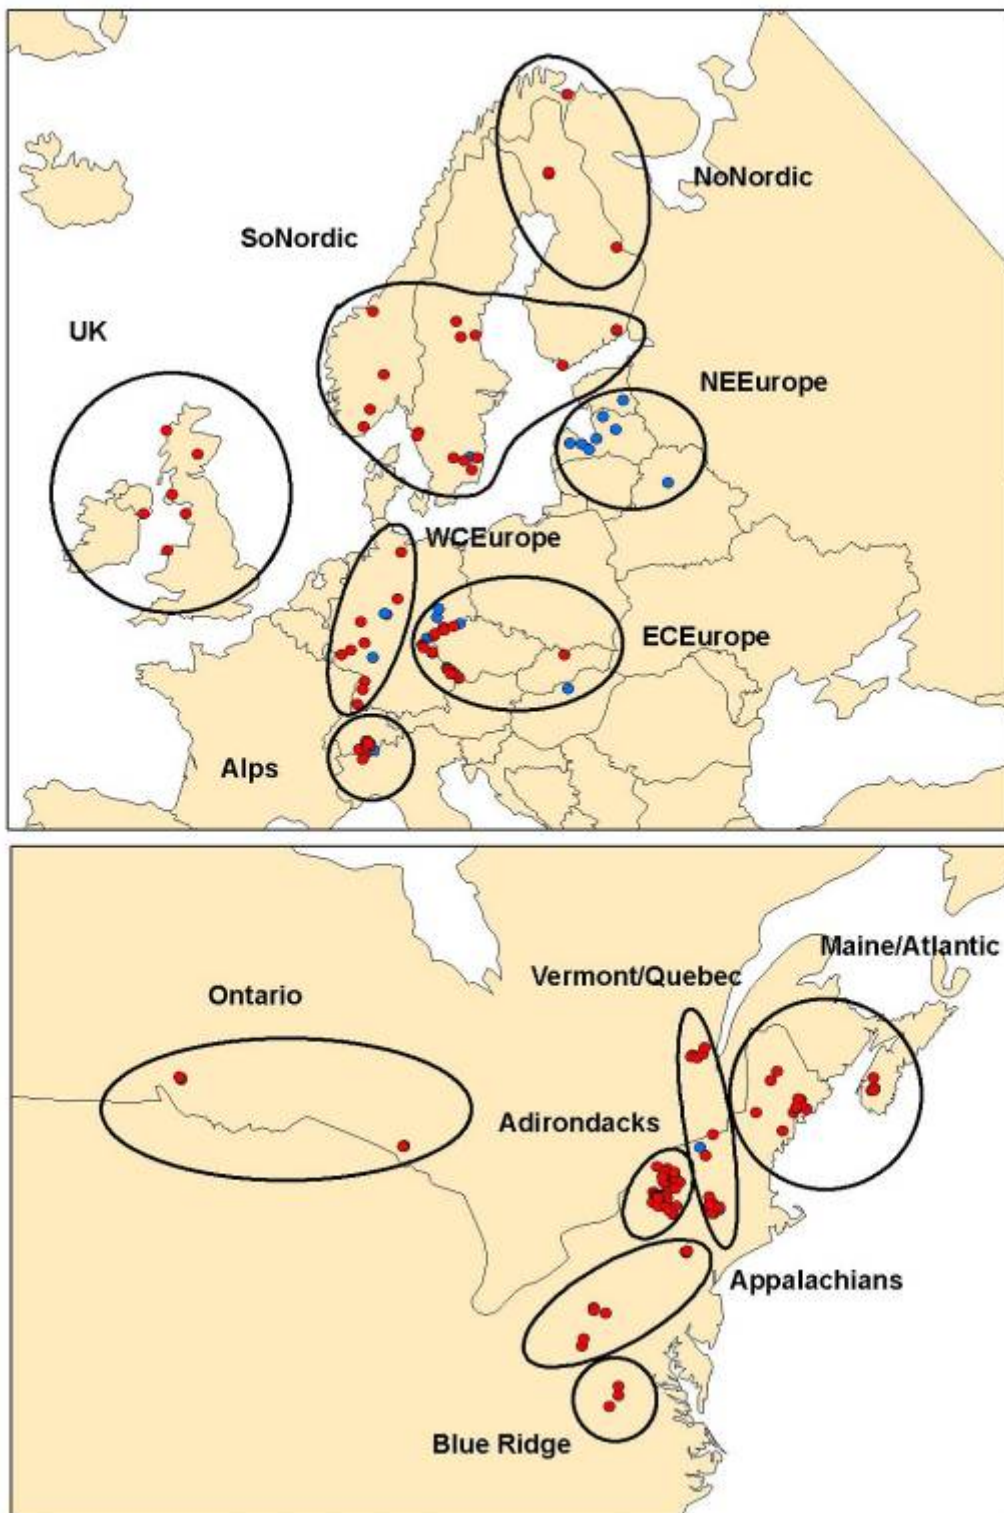 NoNordic
SoNordic
UK
NEEurope
WCEurope
ECEurope
Alps
Maine/Atlantic
Vermont/Quebec
Ontario
Adirondacks
Appalachians
Blue Ridge